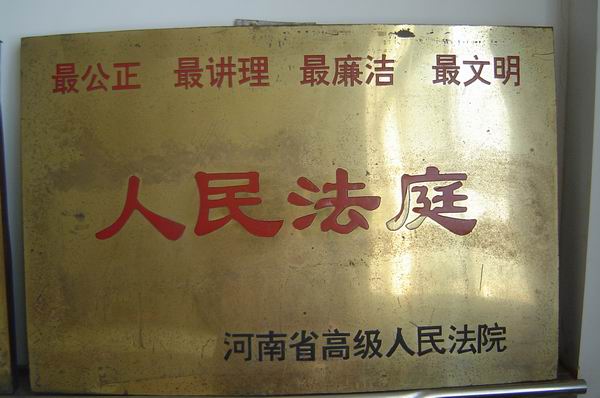 最公正 最讲理 最廉洁 最文明
人民法庭
河南省高级人民法院